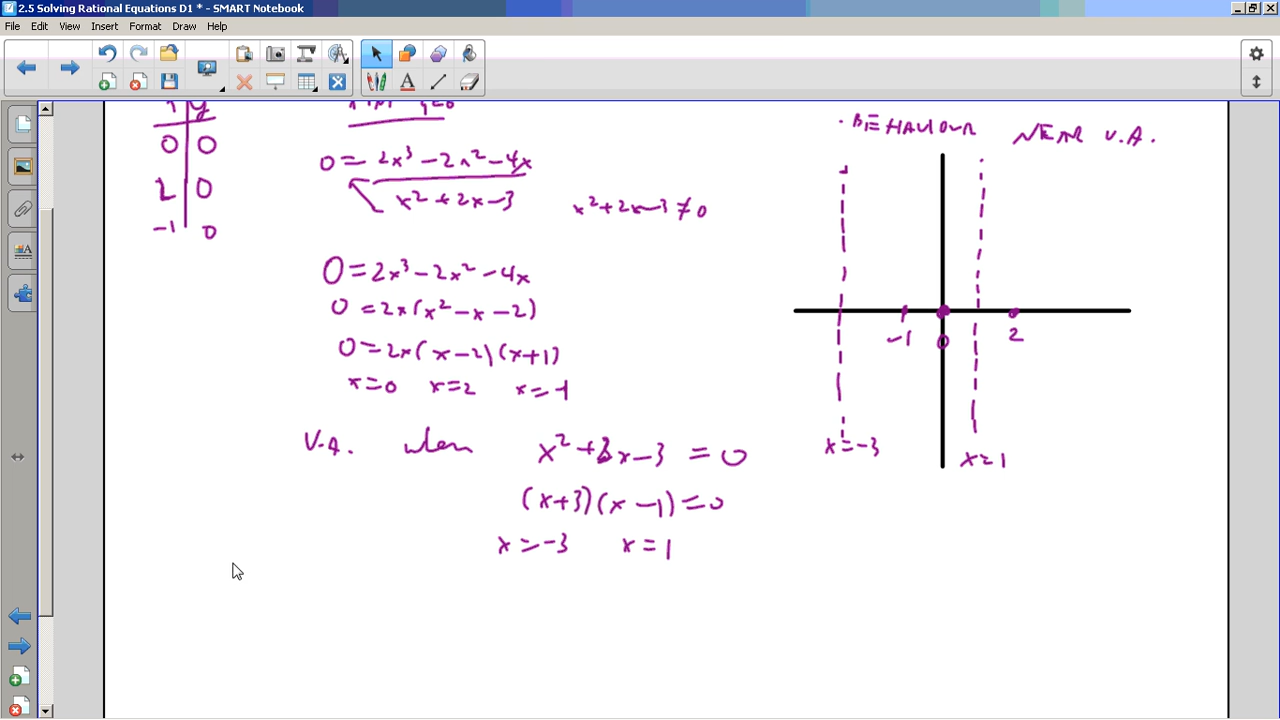 2.5 Solving Rational Equations D1 * - SMART Notebook
File Edit View Insert Format Draw Help
y
0 0
2 0
-1 0
0 = 2x³ - 2x² - 4x
x² + 2x - 3
x² + 2x - 3 ≠ 0
0 = 2x³ - 2x² - 4x
0 = 2x(x² - x - 2)
0 = 2x(x - 2)(x + 1)
x = 0 x = 2 x = -1
V.A. when x² + 2x - 3 = 0
(x + 3)(x - 1) = 0
x = -3 x = 1
· BEHAVIOUR NEAR V.A.
-1 0 2
x = -3 x = 1